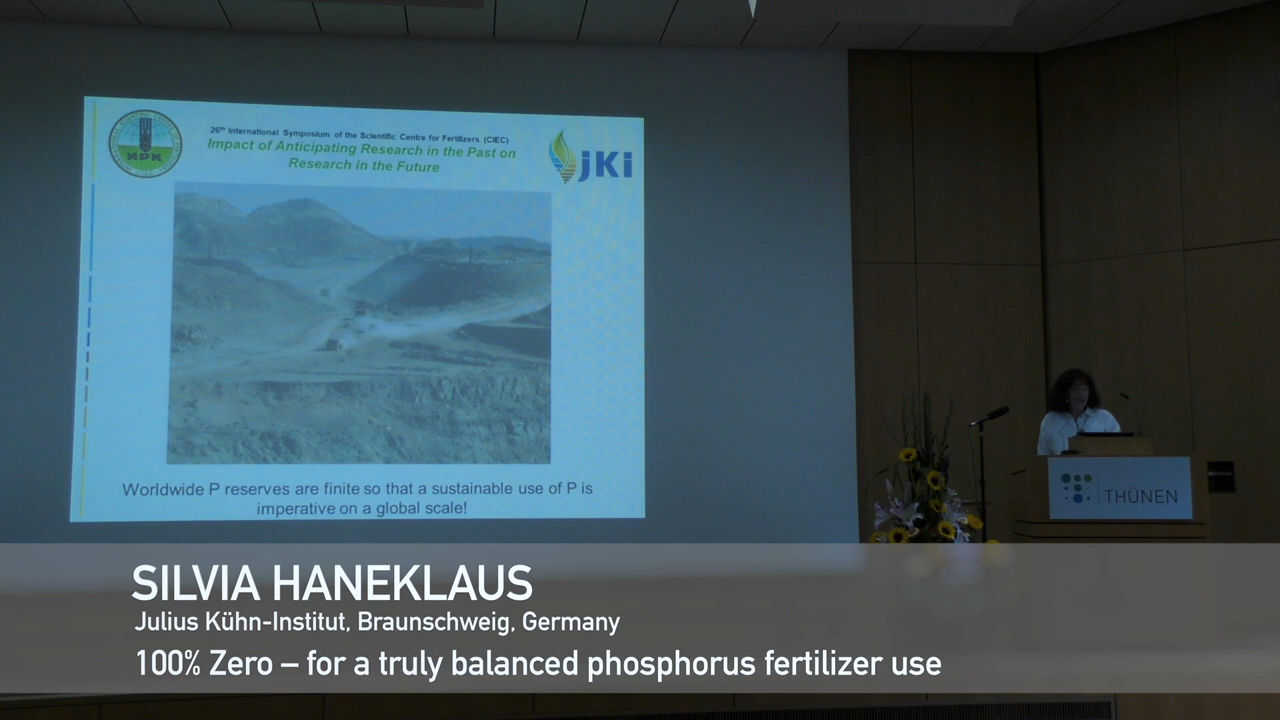 26th International Symposium of the Scientific Centre for Fertilizers (CIEC)
Impact of Anticipating Research in the Past on
Research in the Future
NPK
jKi
Worldwide P reserves are finite so that a sustainable use of P is
imperative on a global scale!
THÜNEN
SILVIA HANEKLAUS
Julius Kühn-Institut, Braunschweig, Germany
100% Zero – for a truly balanced phosphorus fertilizer use